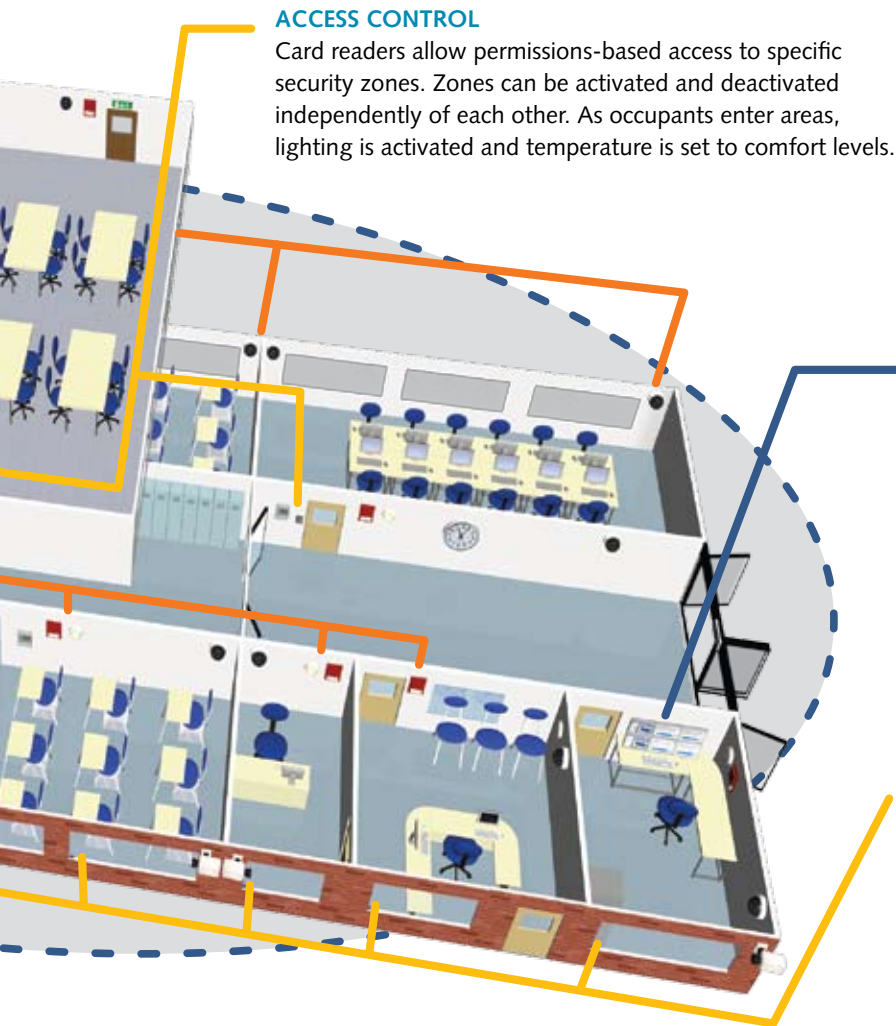 ACCESS CONTROL
Card readers allow permissions-based access to specific
security zones. Zones can be activated and deactivated
independently of each other. As occupants enter areas,
lighting is activated and temperature is set to comfort levels.